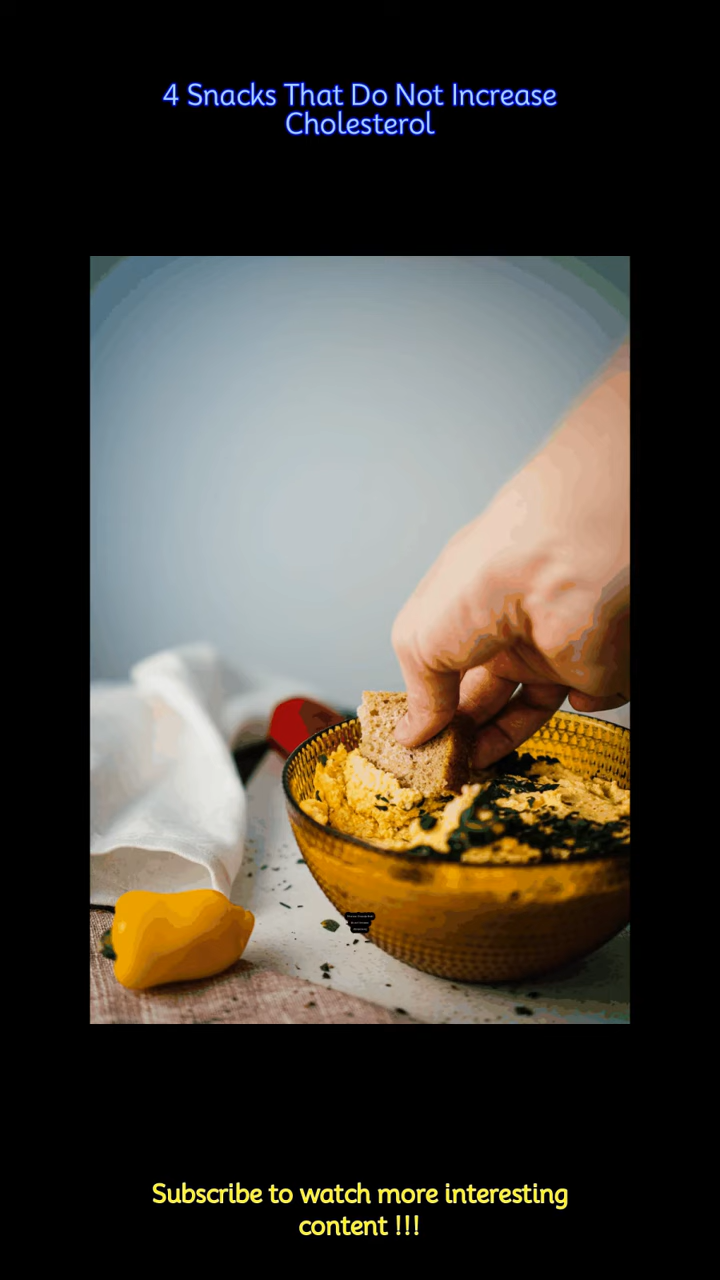 4 Snacks That Do Not Increase
Cholesterol
Subscribe to watch more interesting
content !!!